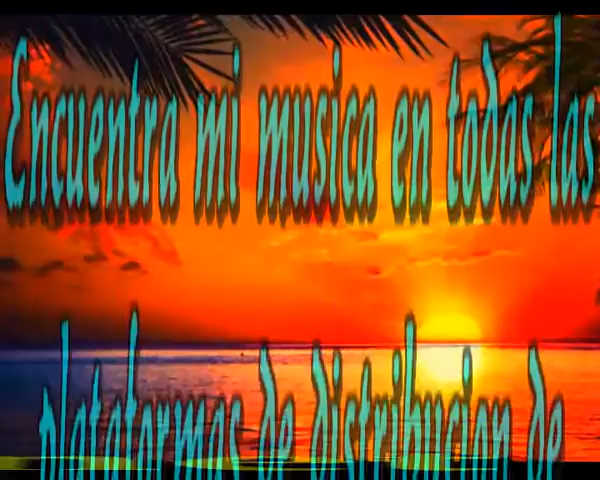 Encuentra mi musica en todas las
plataformas de distribucion de